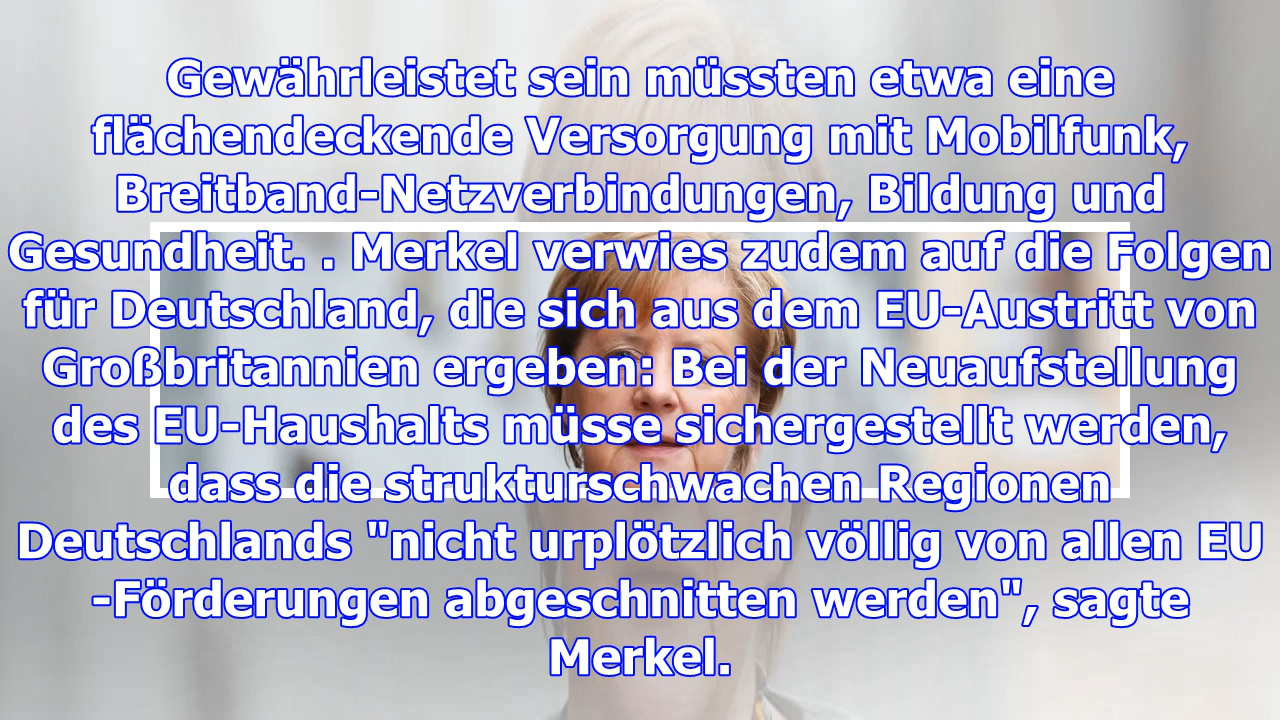 Gewährleistet sein müssten etwa eine
flächendeckende Versorgung mit Mobilfunk,
Breitband-Netzverbindungen, Bildung und
Gesundheit. . Merkel verwies zudem auf die Folgen
für Deutschland, die sich aus dem EU-Austritt von
Großbritannien ergeben: Bei der Neuaufstellung
des EU-Haushalts müsse sichergestellt werden,
dass die strukturschwachen Regionen
Deutschlands "nicht urplötzlich völlig von allen EU
-Förderungen abgeschnitten werden", sagte
Merkel.